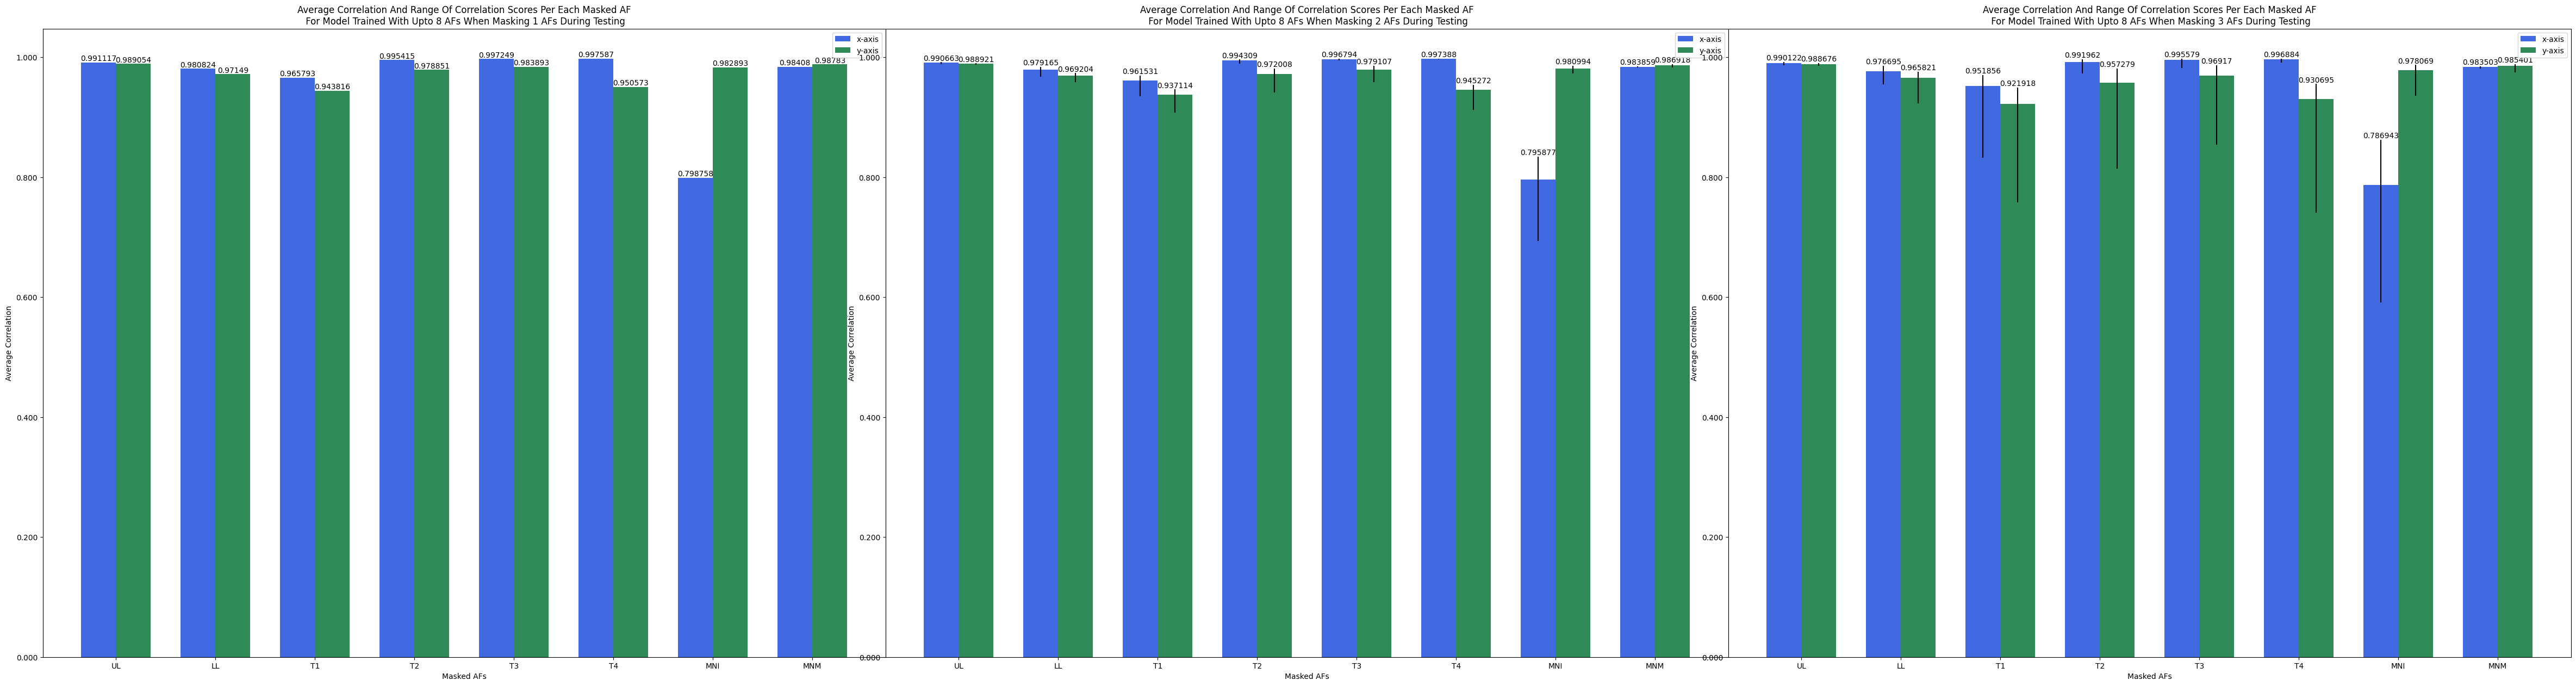 Average Correlation And Range Of Correlation Scores Per Each Masked AF
For Model Trained With Upto 8 AFs When Masking 1 AFs During Testing
x-axis
y-axis
1.000
0.800
0.600
0.400
0.200
0.000
Average Correlation
0.991117
0.989054
0.980824
0.97149
0.965793
0.943816
0.995415
0.978851
0.997249
0.983893
0.997587
0.950573
0.798758
0.982893
0.98408
0.98783
UL
LL
T1
T2
T3
T4
MNI
MNM
Masked AFs
Average Correlation And Range Of Correlation Scores Per Each Masked AF
For Model Trained With Upto 8 AFs When Masking 2 AFs During Testing
x-axis
y-axis
1.000
0.800
0.600
0.400
0.200
0.000
Average Correlation
0.990663
0.988921
0.979165
0.969204
0.961531
0.937114
0.994309
0.972008
0.996794
0.979107
0.997388
0.945272
0.795877
0.980994
0.983859
0.986918
UL
LL
T1
T2
T3
T4
MNI
MNM
Masked AFs
Average Correlation And Range Of Correlation Scores Per Each Masked AF
For Model Trained With Upto 8 AFs When Masking 3 AFs During Testing
x-axis
y-axis
1.000
0.800
0.600
0.400
0.200
0.000
Average Correlation
0.990122
0.988676
0.976695
0.965821
0.951856
0.921918
0.991962
0.957279
0.995579
0.96917
0.996884
0.930695
0.786943
0.978069
0.983503
0.985401
UL
LL
T1
T2
T3
T4
MNI
MNM
Masked AFs